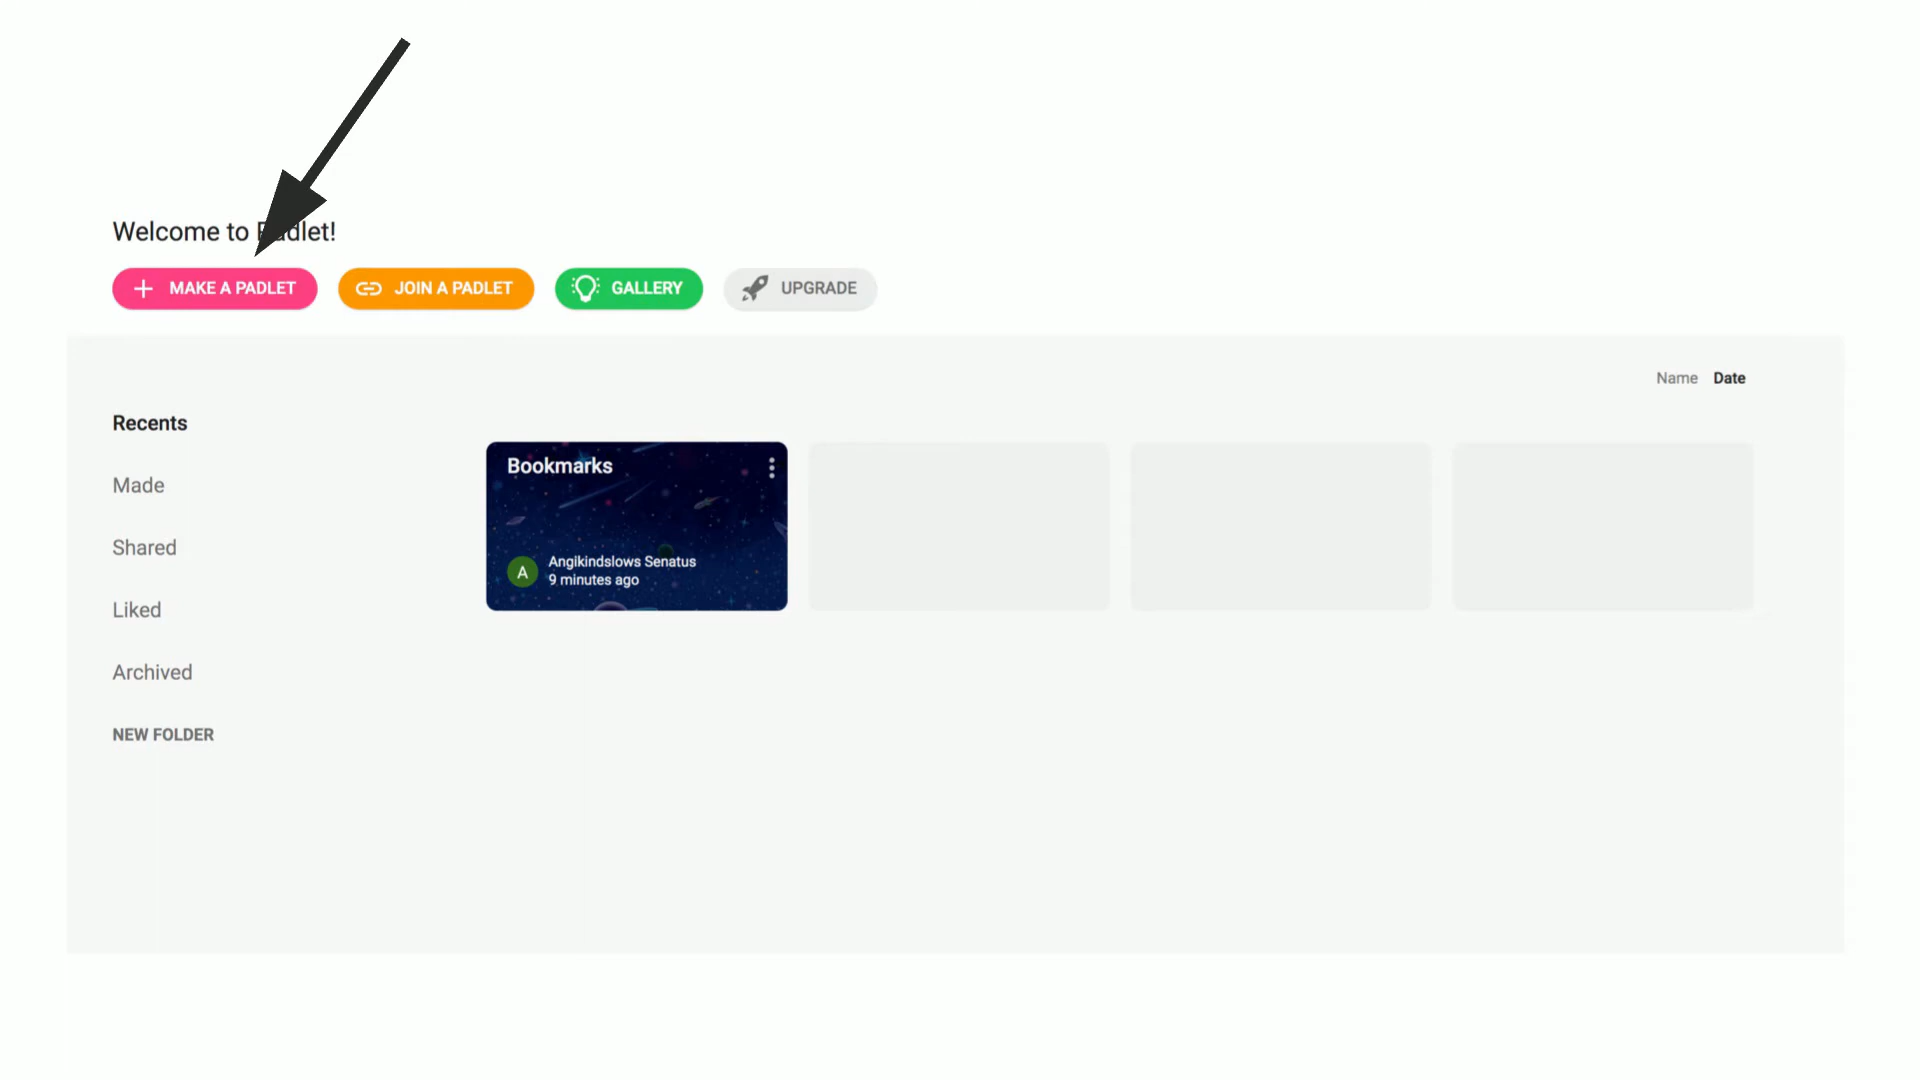 Welcome to Padlet!
MAKE A PADLET
JOIN A PADLET
GALLERY
UPGRADE
Name Date
Recents
Made
Shared
Liked
Archived
NEW FOLDER
Bookmarks
A
Angikindslows Senatus
9 minutes ago